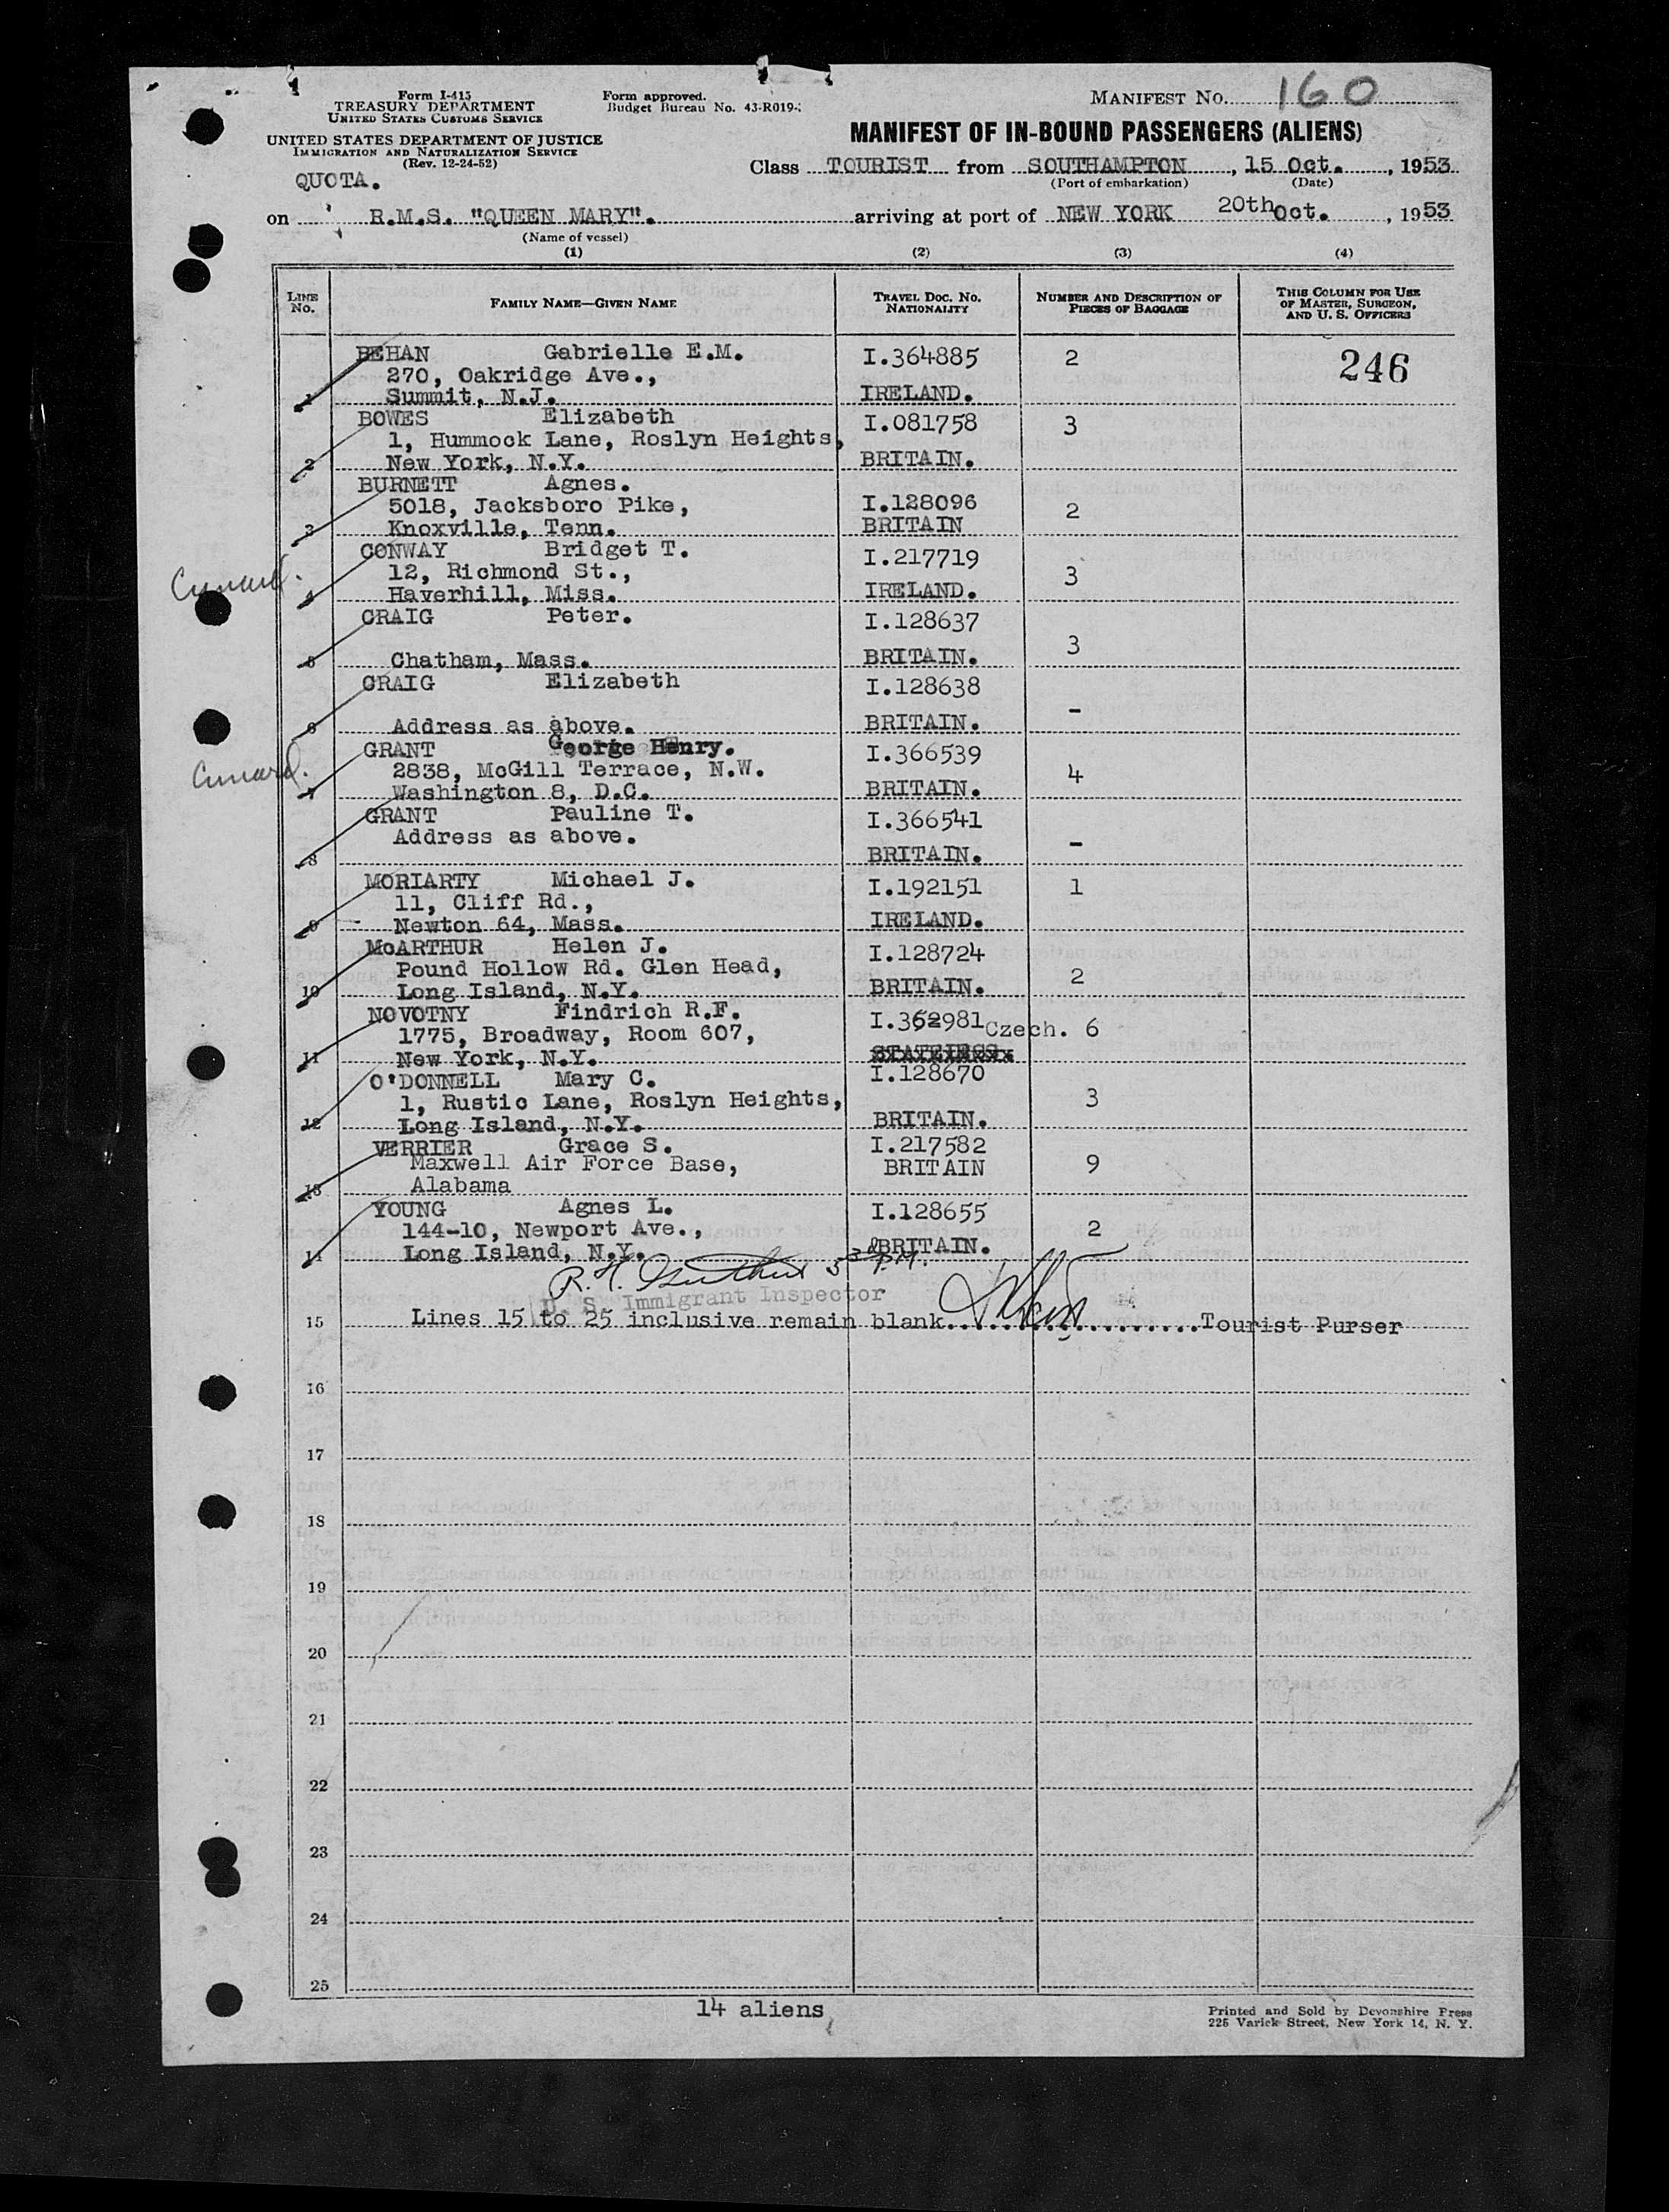 Form I-415
TREASURY DEPARTMENT
UNITED STATES CUSTOMS SERVICE
UNITED STATES DEPARTMENT OF JUSTICE
IMMIGRATION AND NATURALIZATION SERVICE
(Rev. 12-24-52)
Form approved.
Budget Bureau No. 43-R019-
MANIFEST NO. 160
MANIFEST OF IN-BOUND PASSENGERS (ALIENS)
QUOTA.
Class TOURIST from SOUTHAMPTON, 15 Oct., 1953
(Port of embarkation) (Date)
on R.M.S. "QUEEN MARY". arriving at port of NEW YORK 20th Oct., 1953
(Name of vessel)
(1) (2) (3) (4)
LINE NO. FAMILY NAME—GIVEN NAME TRAVEL DOC. NO. NATIONALITY NUMBER AND DESCRIPTION OF PIECES OF BAGGAGE THIS COLUMN FOR USE OF MASTER, SURGEON, AND U. S. OFFICERS
BEHAN Gabrielle E.M. I.364885 2 246
270, Oakridge Ave.,
1 Summit, N.J. IRELAND.
BOWES Elizabeth I.081758 3
1, Hummock Lane, Roslyn Heights,
2 New York, N.Y. BRITAIN.
BURNETT Agnes.
5018, Jacksboro Pike, I.128096 2
3 Knoxville, Tenn. BRITAIN
CONWAY Bridget T. I.217719
Cunard. 12, Richmond St., 3
4 Haverhill, Miss. IRELAND.
CRAIG Peter. I.128637
3
5 Chatham, Mass. BRITAIN.
CRAIG Elizabeth I.128638
-
6 Address as above. BRITAIN.
GRANT George Henry. I.366539
Cunard. 2838, McGill Terrace, N.W. 4
7 Washington 8, D.C. BRITAIN.
GRANT Pauline T. I.366541
Address as above. -
8 BRITAIN.
MORIARTY Michael J. I.192151 1
11, Cliff Rd.,
9 - Newton 64, Mass. IRELAND.
McARTHUR Helen J. I.128724
Pound Hollow Rd. Glen Head, 2
10 Long Island, N.Y. BRITAIN.
NOVOTNY Findrich R.F. I.362981 Czech. 6
1775, Broadway, Room 607,
11 New York, N.Y. STATELESS
O'DONNELL Mary C. I.128670
1, Rustic Lane, Roslyn Heights, 3
12 Long Island, N.Y. BRITAIN.
VERRIER Grace S. I.217582
Maxwell Air Force Base, BRITAIN 9
13 Alabama
YOUNG Agnes L. I.128655
144-10, Newport Ave., 2
14 Long Island, N.Y. BRITAIN.
R. H. P.M.
U. S. Immigrant Inspector
15 Lines 15 to 25 inclusive remain blank...................Tourist Purser
16
17
18
19
20
21
22
23
24
25
14 aliens
Printed and Sold by Devonshire Press
225 Varick Street, New York 14, N. Y.